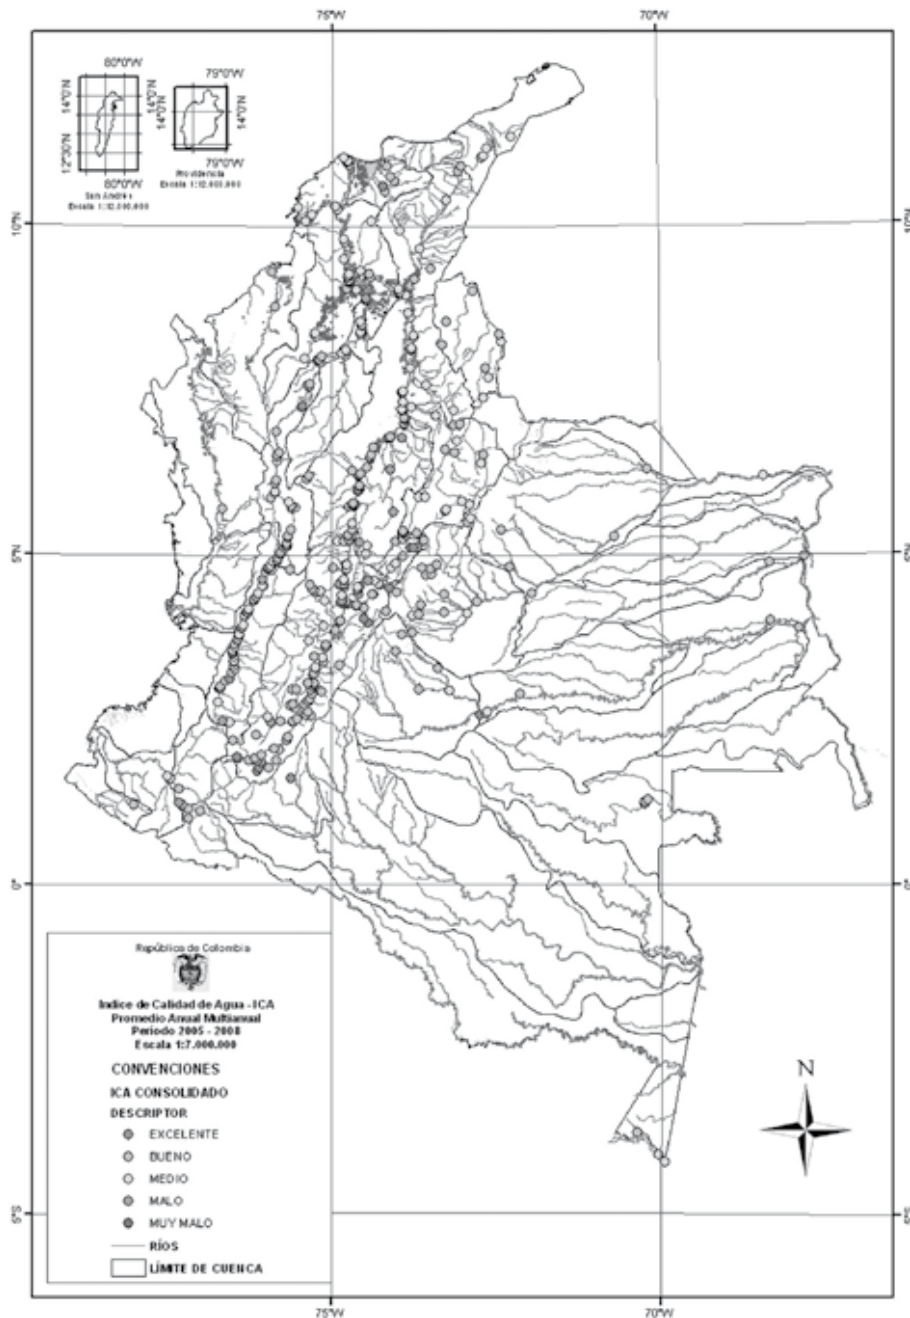 75°W
70°W
80°0'W
79°0'W
14°0'N
12°30'N
14°0'N
14°0'N
14°0'N
80°0'W
79°0'W
San Andrés
Escala 1:12.000.000
Providencia
Escala 1:12.000.000
10°N
10°N
5°N
5°N
0°
0°
5°S
5°S
República de Colombia
Indice de Calidad de Agua - ICA
Promedio Anual Multianual
Período 2005 - 2008
Escala 1:7.000.000
CONVENCIONES
ICA CONSOLIDADO
DESCRIPTOR
EXCELENTE
BUENO
MEDIO
MALO
MUY MALO
RÍOS
LÍMITE DE CUENCA
N
75°W
70°W